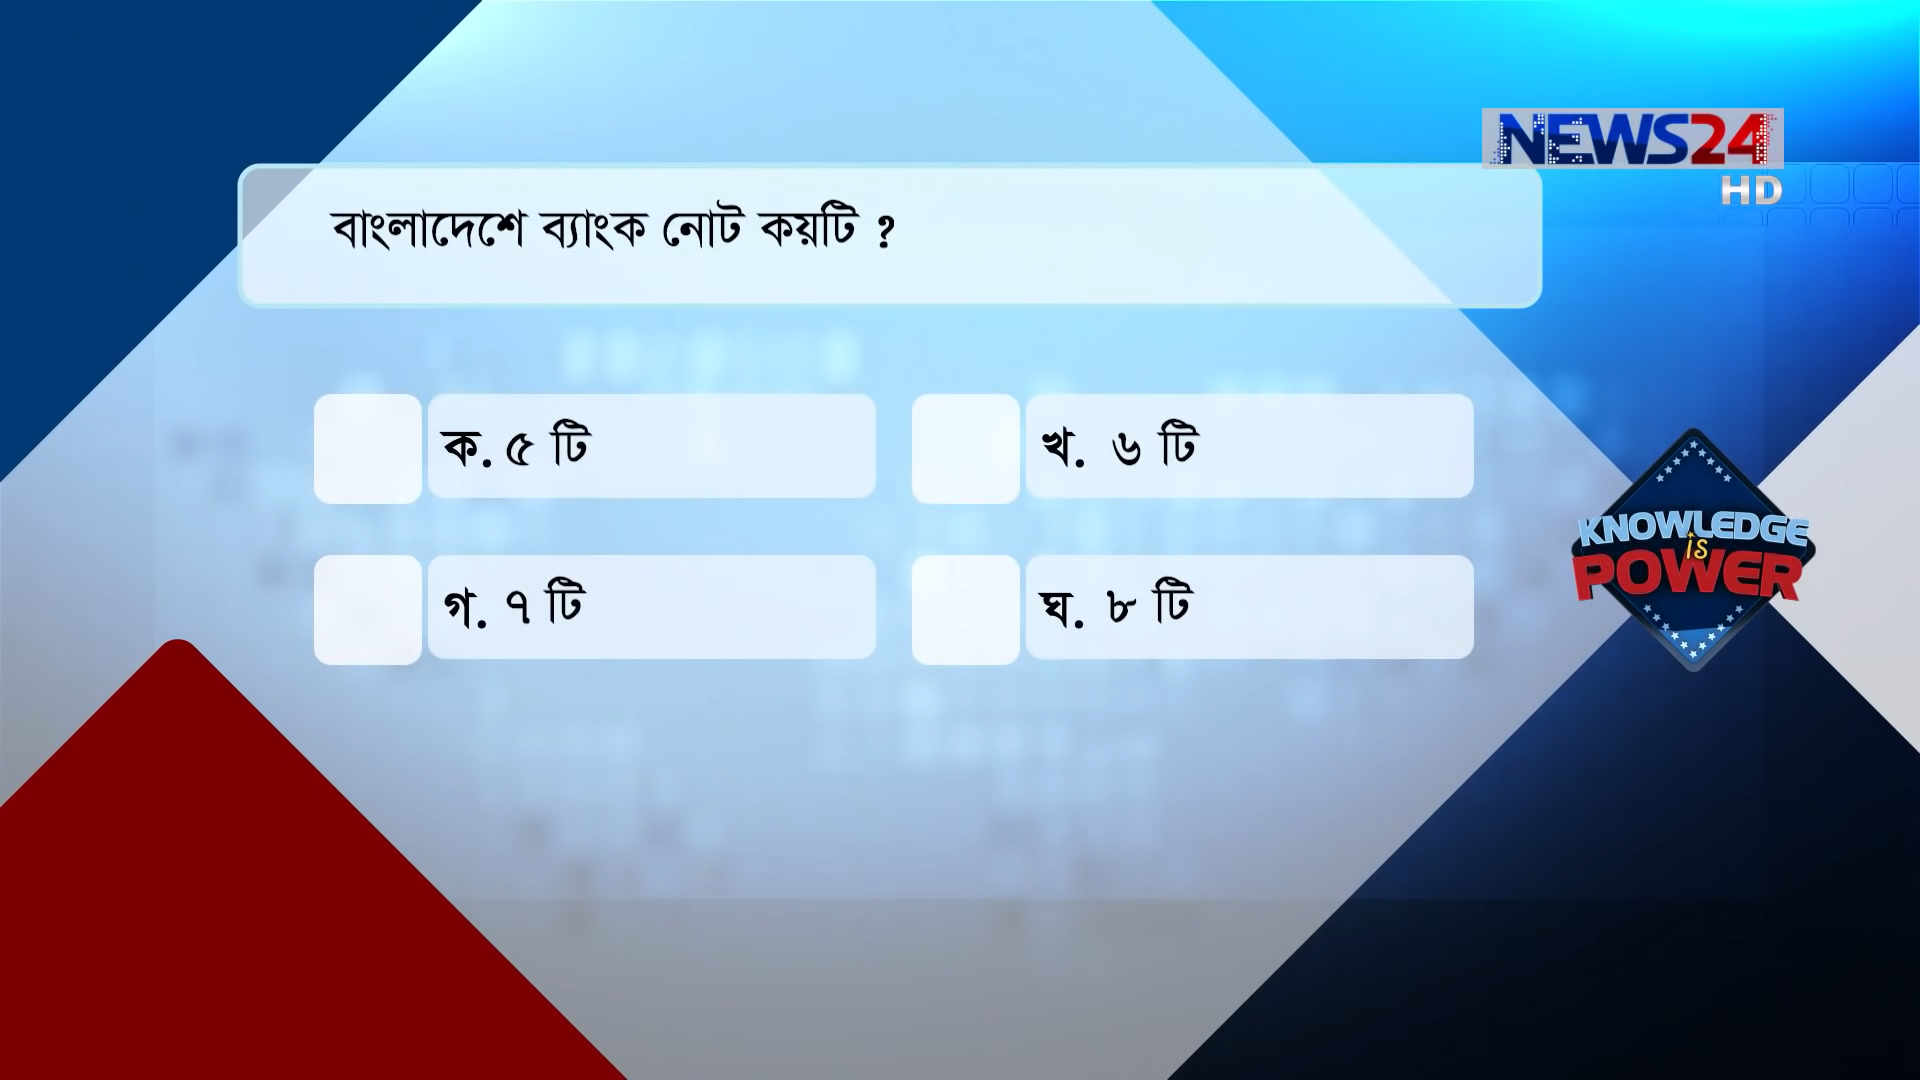 NEWS24
HD
বাংলাদেশে ব্যাংক নোট কয়টি ?
ক. ৫ টি
খ. ৬ টি
গ. ৭ টি
ঘ. ৮ টি
KNOWLEDGE
is
POWER